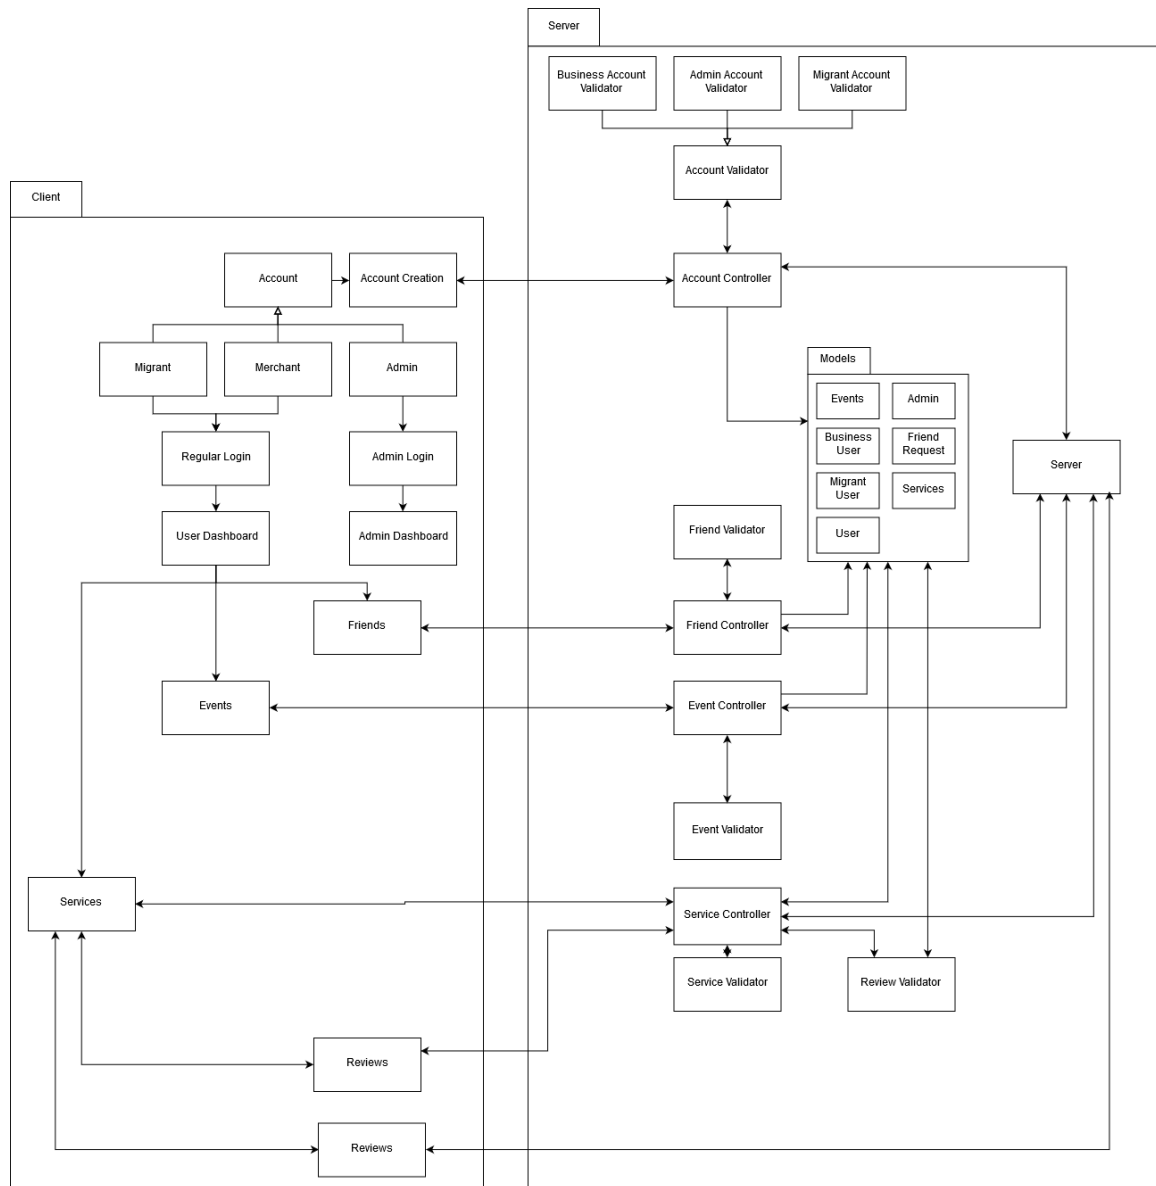 Server
Business Account
Validator
Admin Account
Validator
Migrant Account
Validator
Account Validator
Client
Account
Account Creation
Account Controller
Migrant
Merchant
Admin
Models
Events
Admin
Business
User
Friend
Request
Migrant
User
Services
User
Server
Regular Login
Admin Login
User Dashboard
Admin Dashboard
Friend Validator
Friends
Friend Controller
Events
Event Controller
Event Validator
Services
Service Controller
Service Validator
Review Validator
Reviews
Reviews